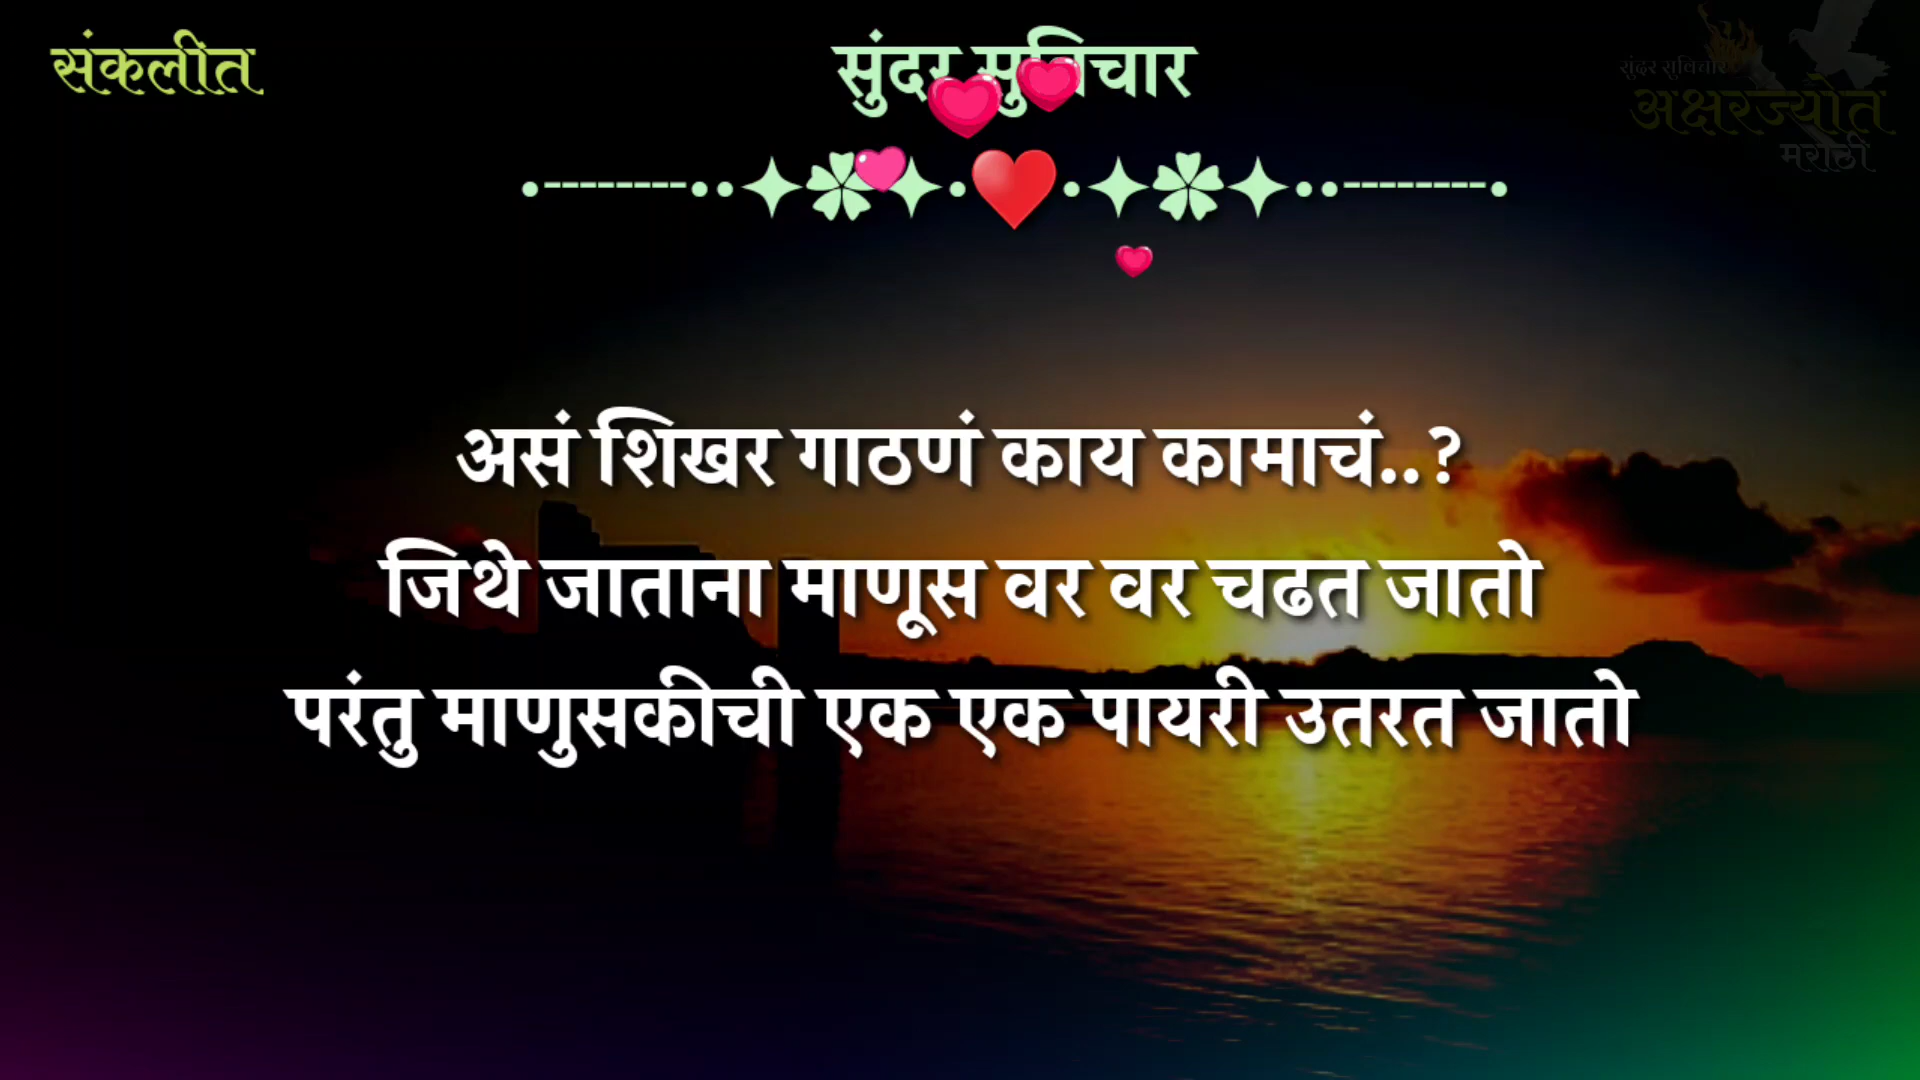 संकलीत
सुंदर सुविचार
सुंदर सुविचार
अक्षरज्योत
मराठी
असं शिखर गाठणं काय कामाचं..?
जिथे जाताना माणूस वर वर चढत जातो
परंतु माणुसकीची एक एक पायरी उतरत जातो